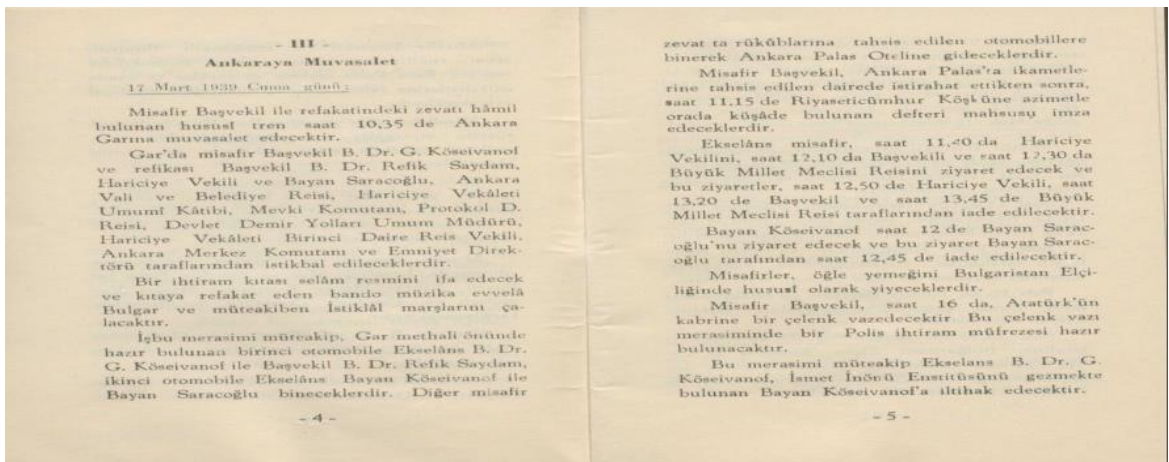 - III -
Ankaraya Muvasalet
17 Mart 1939 Cuma günü:
Misafir Başvekil ile refakatindeki zevatı hâmil
bulunan hususî tren saat 10,35 de Ankara
Garına muvasalet edecektir.
Gar'da misafir Başvekil B. Dr. G. Köseivanof
ve refikası Başvekil B. Dr. Refik Saydam,
Hariciye Vekili ve Bayan Saracoğlu, Ankara
Vali ve Belediye Reisi, Hariciye Vekâleti
Umumî Kâtibi, Mevki Komutanı, Protokol D.
Reisi, Devlet Demir Yolları Umum Müdürü,
Hariciye Vekâleti Birinci Daire Reis Vekili,
Ankara Merkez Komutanı ve Emniyet Direk-
törü taraflarından istikbal edileceklerdir.
Bir ihtiram kıtası selâm resmini ifa edecek
ve kıtaya refakat eden bando müzika evvelâ
Bulgar ve müteakiben İstiklâl marşlarını ça-
lacaktır.
İşbu merasimi müteakip, Gar methali önünde
hazır bulunan birinci otomobile Ekselâns B. Dr.
G. Köseivanof ile Başvekil B. Dr. Refik Saydam,
ikinci otomobile Ekselâns Bayan Köseivanof ile
Bayan Saracoğlu bineceklerdir. Diğer misafir
- 4 -
zevat ta rükûblarına tahsis edilen otomobillere
binerek Ankara Palas Oteline gideceklerdir.
Misafir Başvekil, Ankara Palas'ta ikametle-
rine tahsis edilen dairede istirahat ettikten sonra,
saat 11,15 de Riyaseticümhur Köşküne azimetle
orada küşâde bulunan defteri mahsusu imza
edeceklerdir.
Ekselâns misafir, saat 11,40 da Hariciye
Vekilini, saat 12,10 da Başvekili ve saat 12,30 da
Büyük Millet Meclisi Reisini ziyaret edecek ve
bu ziyaretler, saat 12,50 de Hariciye Vekili, saat
13,20 de Başvekil ve saat 13,45 de Büyük
Millet Meclisi Reisi taraflarından iade edilecektir.
Bayan Köseivanof saat 12 de Bayan Sarac-
oğlu'nu ziyaret edecek ve bu ziyaret Bayan Sarac-
oğlu tarafından saat 12,45 de iade edilecektir.
Misafirler, öğle yemeğini Bulgaristan Elçi-
liğinde hususî olarak yiyeceklerdir.
Misafir Başvekil, saat 16 da, Atatürk'ün
kabrine bir çelenk vazedecektir. Bu çelenk vazı
merasiminde bir Polis ihtiram müfrezesi hazır
bulunacaktır.
Bu merasimi müteakip Ekselans B. Dr. G.
Köseivanof, İsmet İnönü Enstitüsünü gezmekte
bulunan Bayan Köseivanof'a iltihak edecektir.
- 5 -